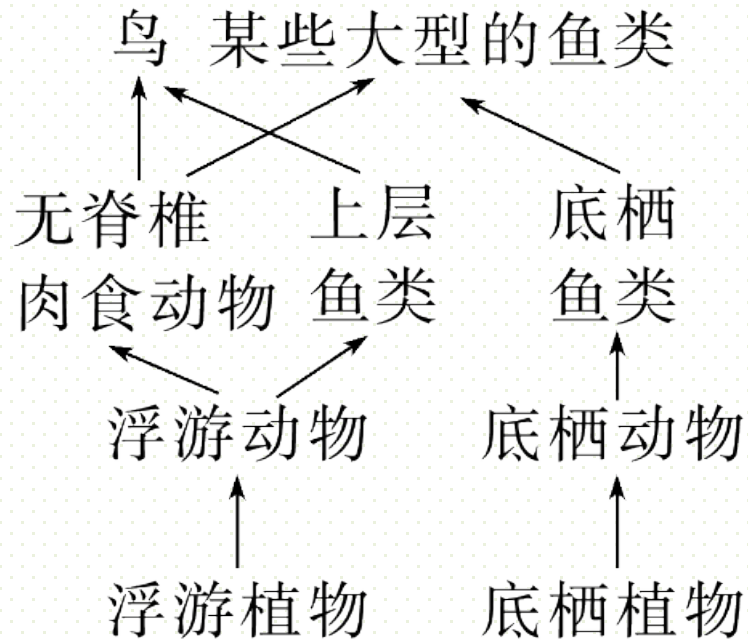 鸟 某些大型的鱼类
无脊椎 上层 底栖
肉食动物 鱼类 鱼类
浮游动物 底栖动物
浮游植物 底栖植物